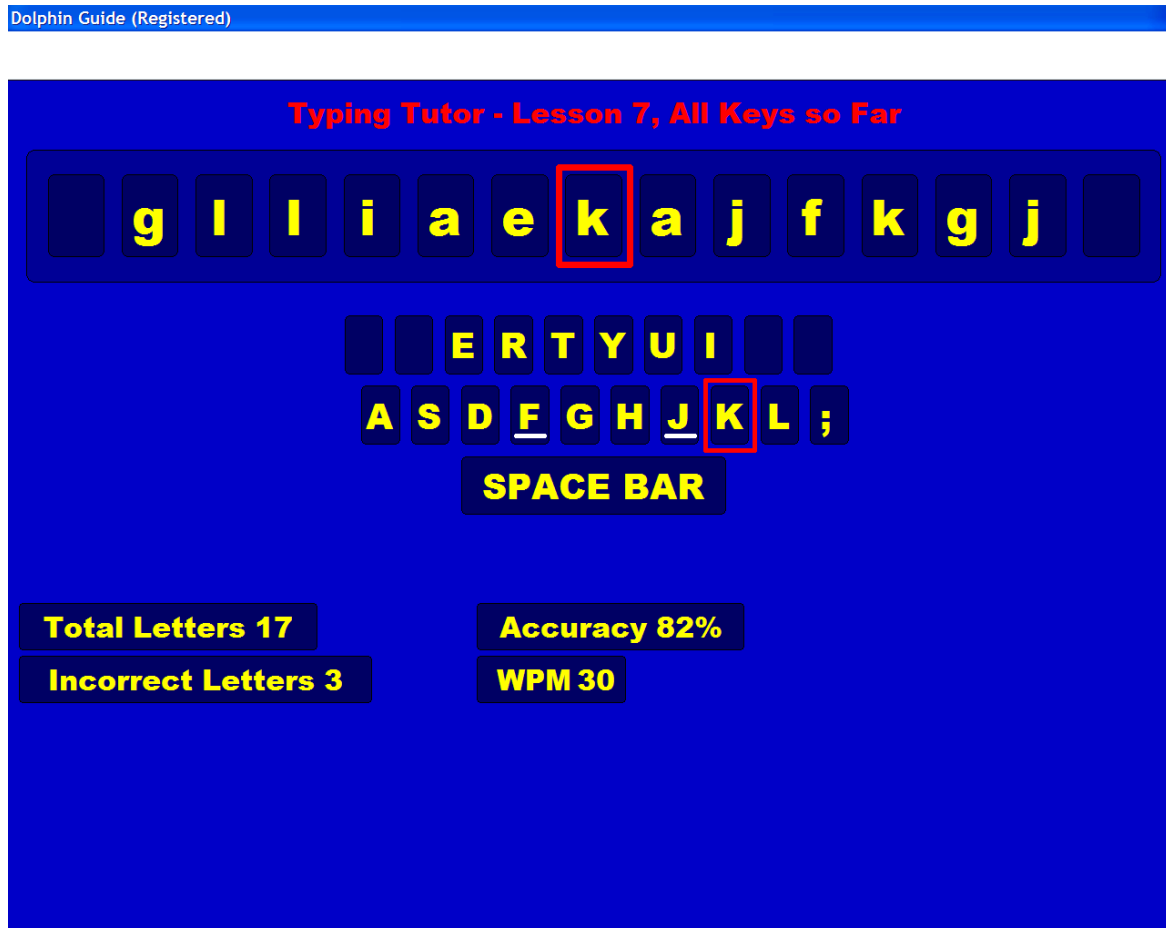 Dolphin Guide (Registered)
Typing Tutor - Lesson 7, All Keys so Far
g l l i a e k a j f k g j
E R T Y U I
A S D F G H J K L ;
SPACE BAR
Total Letters 17 Accuracy 82%
Incorrect Letters 3 WPM 30